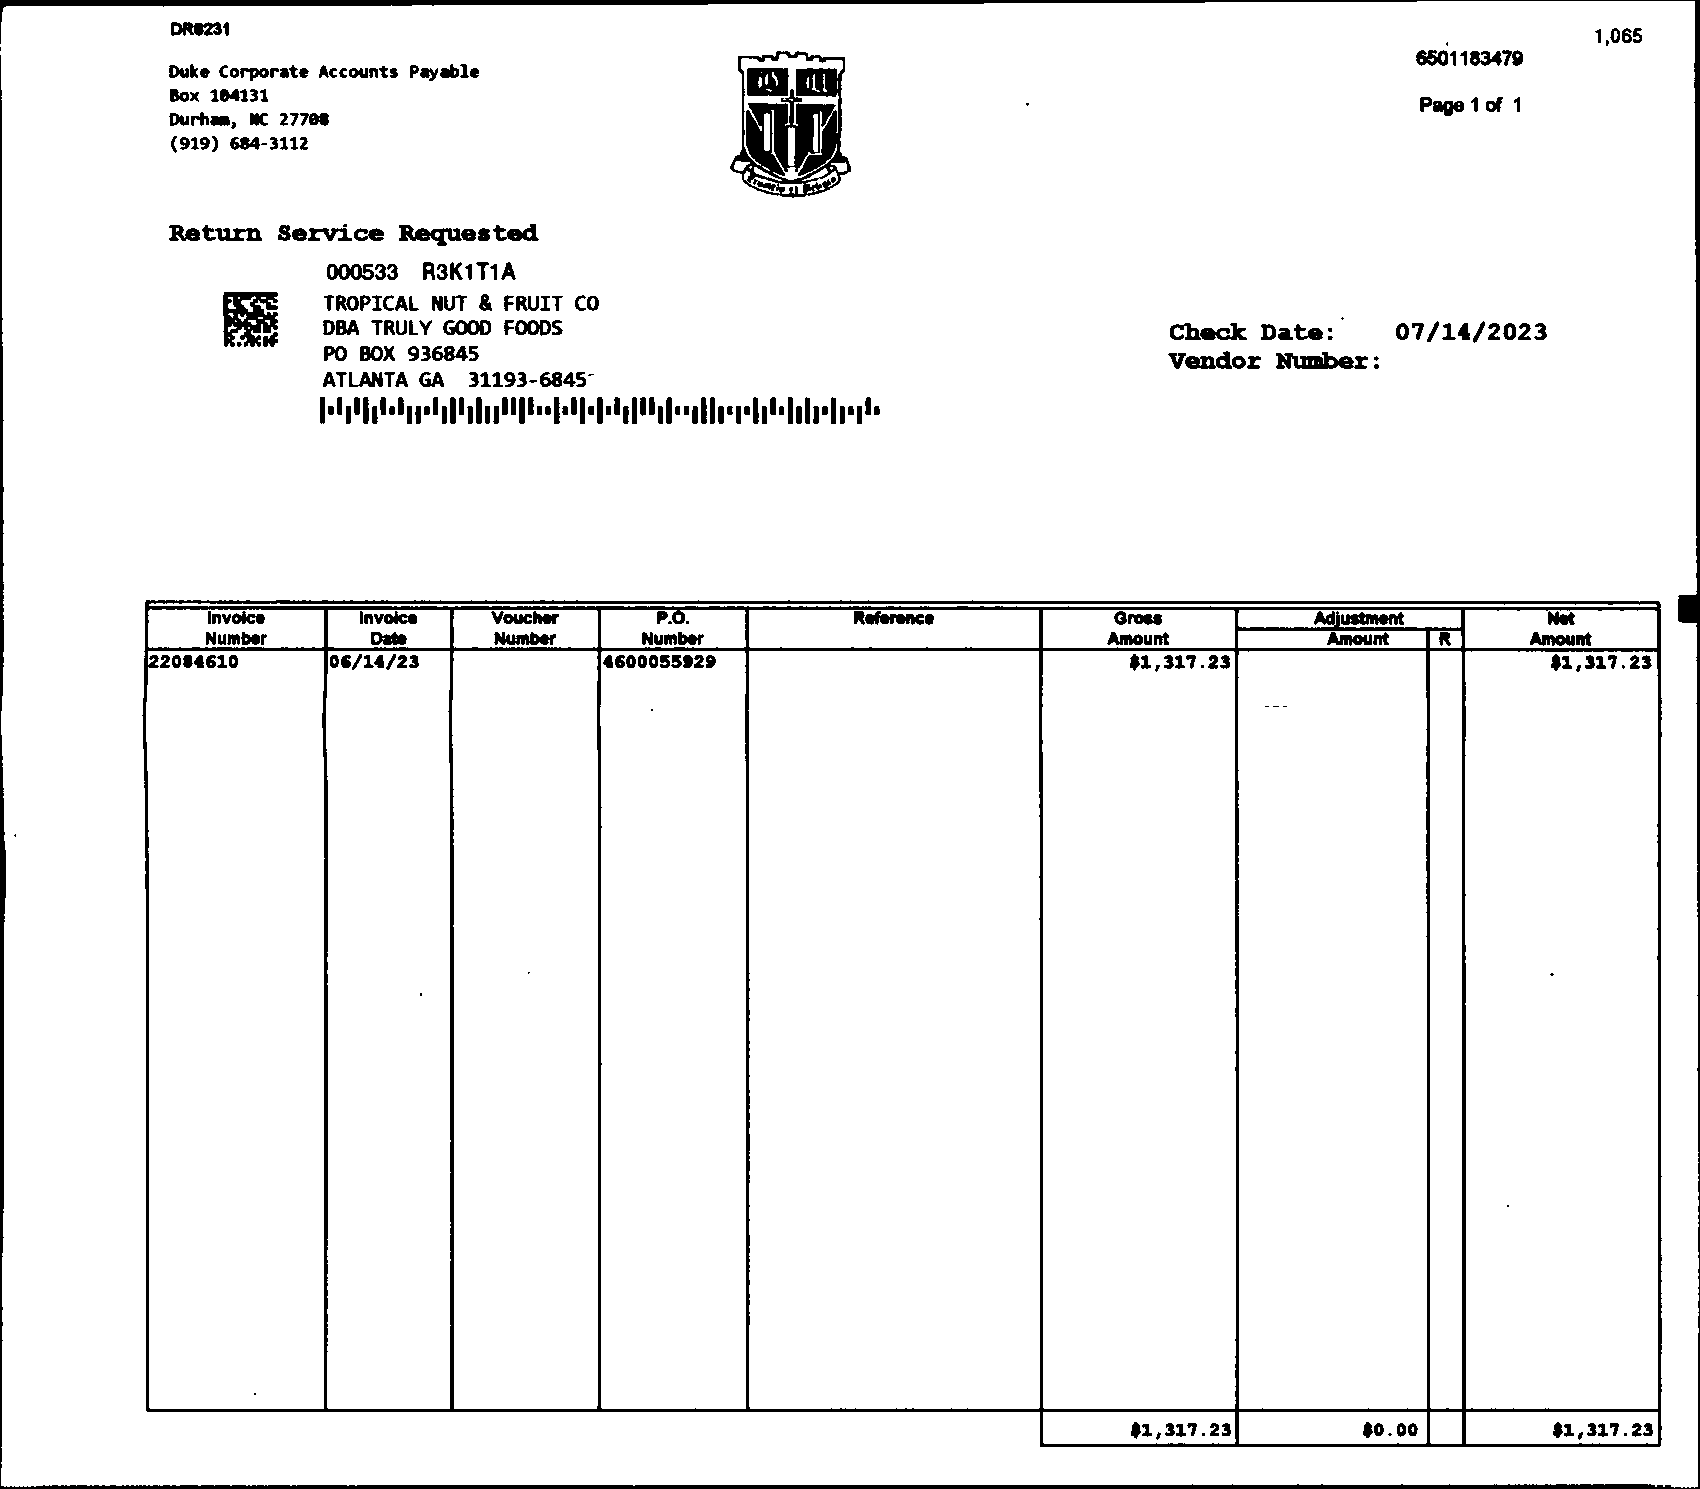 DR8231
1,065
6501183479
Duke Corporate Accounts Payable
Box 104131
Durham, NC 27708
(919) 684-3112
Page 1 of 1
Return Service Requested
000533 R3K1T1A
TROPICAL NUT & FRUIT CO
DBA TRULY GOOD FOODS
PO BOX 936845
ATLANTA GA 31193-6845
Check Date: 07/14/2023
Vendor Number:
Invoice Number Invoice Date Voucher Number P.O. Number Reference Gross Amount Adjustment Amount R Net Amount
22084610 06/14/23 4600055929 $1,317.23 $1,317.23
$1,317.23 $0.00 $1,317.23